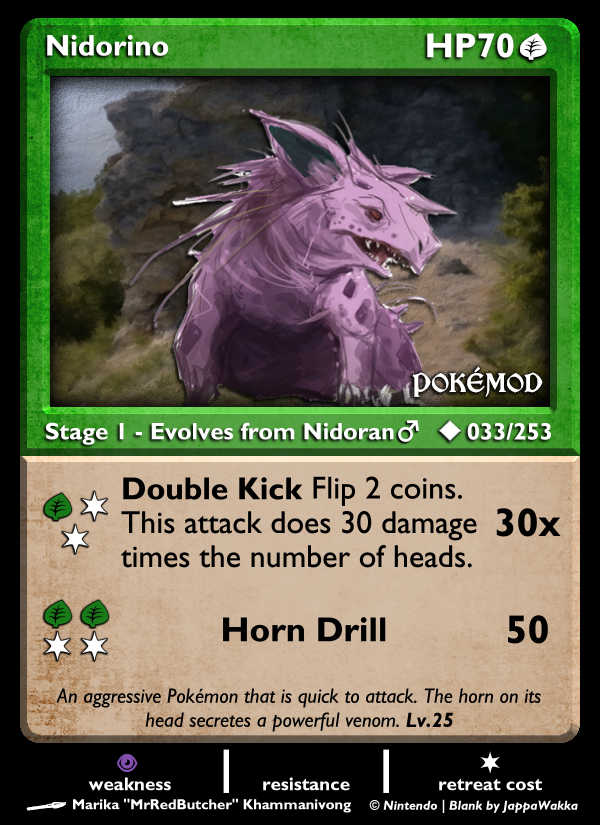 Nidorino
HP70
POKÉMOD
Stage 1 - Evolves from Nidoran♂ 033/253
Double Kick Flip 2 coins.
This attack does 30 damage
times the number of heads.
30x
Horn Drill 50
An aggressive Pokémon that is quick to attack. The horn on its
head secretes a powerful venom. Lv.25
weakness resistance retreat cost
Marika "MrRedButcher" Khammanivong © Nintendo | Blank by JappaWakka